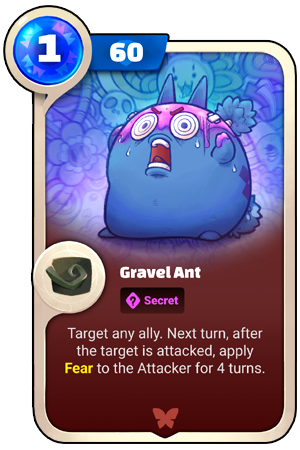 1
60
Gravel Ant
Secret
Target any ally. Next turn, after
the target is attacked, apply
Fear to the Attacker for 4 turns.